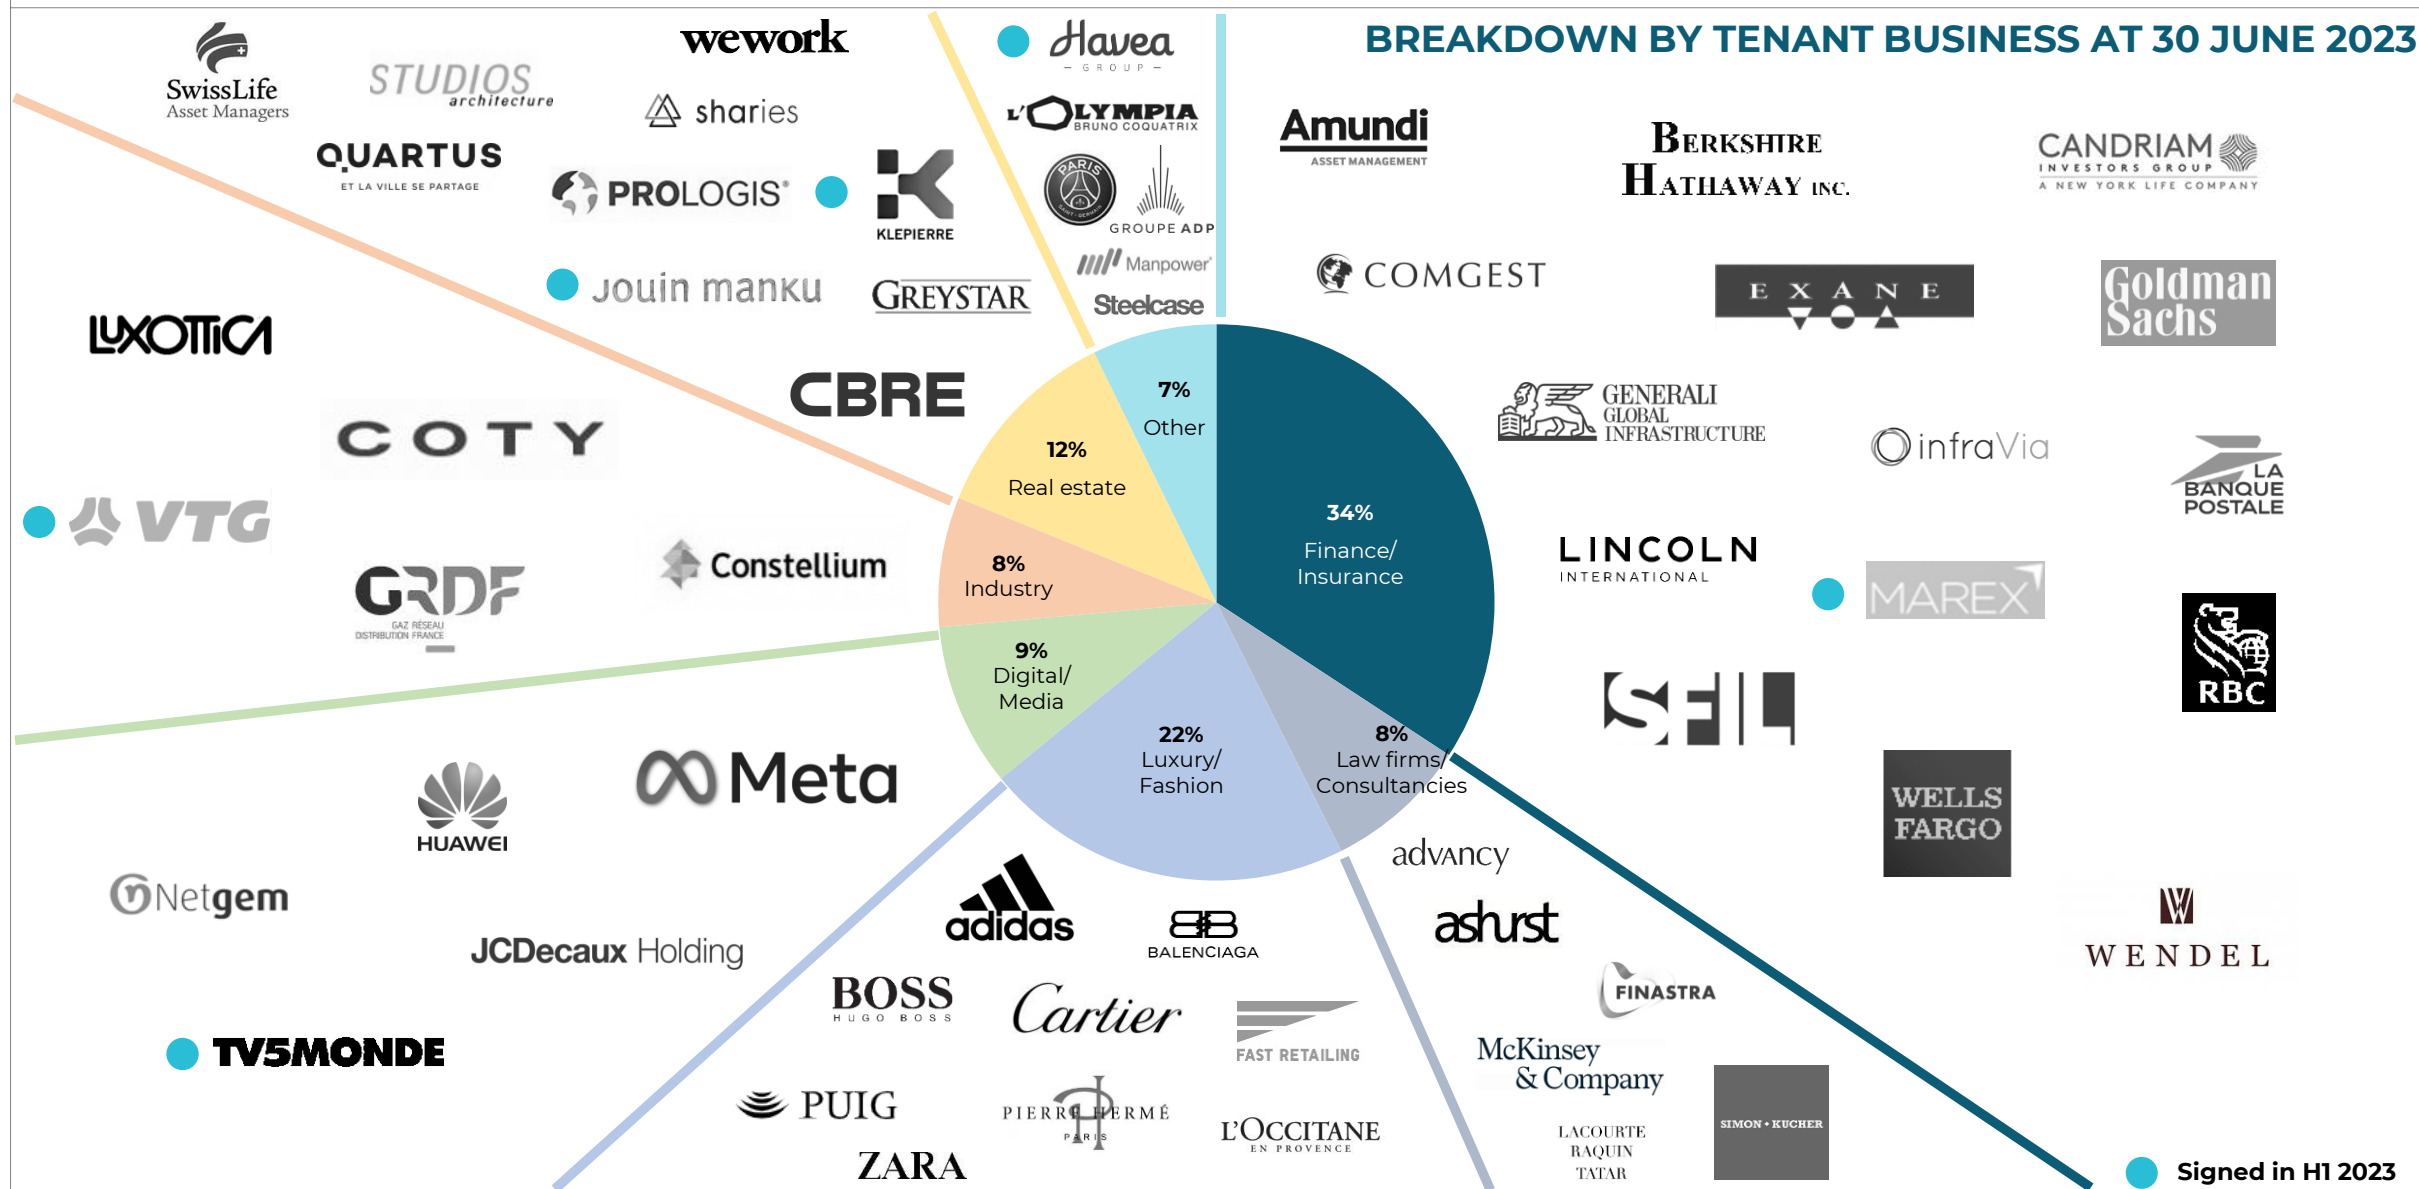 BREAKDOWN BY TENANT BUSINESS AT 30 JUNE 2023
SwissLife
Asset Managers
STUDIOS
architecture
wework
sharies
QUARTUS
ET LA VILLE SE PARTAGE
PROLOGIS®
KLEPIERRE
Jouin manku
GREYSTAR
CBRE
Havea
– GROUP –
L'OLYMPIA
BRUNO COQUATRIX
PARIS
SAINT-GERMAIN
GROUPE ADP
Manpower
Steelcase
Amundi
ASSET MANAGEMENT
BERKSHIRE
HATHAWAY INC.
CANDRIAM
INVESTORS GROUP
A NEW YORK LIFE COMPANY
COMGEST
EXANE
Goldman
Sachs
GENERALI
GLOBAL
INFRASTRUCTURE
infraVia
LA
BANQUE
POSTALE
LINCOLN
INTERNATIONAL
MAREX
RBC
SFIL
WELLS
FARGO
WENDEL
LUXOTTICA
COTY
VTG
GRDF
GAZ RÉSEAU
DISTRIBUTION FRANCE
Constellium
7%
Other
12%
Real estate
34%
Finance/
Insurance
8%
Industry
9%
Digital/
Media
22%
Luxury/
Fashion
8%
Law firms/
Consultancies
HUAWEI
Meta
Netgem
JCDecaux Holding
TV5MONDE
adidas
BALENCIAGA
BOSS
HUGO BOSS
Cartier
FAST RETAILING
PUIG
PIERRE HERMÉ
PARIS
L'OCCITANE
EN PROVENCE
ZARA
advancy
ashurst
FINASTRA
McKinsey
& Company
LACOURTE
RAQUIN
TATAR
SIMON • KUCHER
Signed in H1 2023